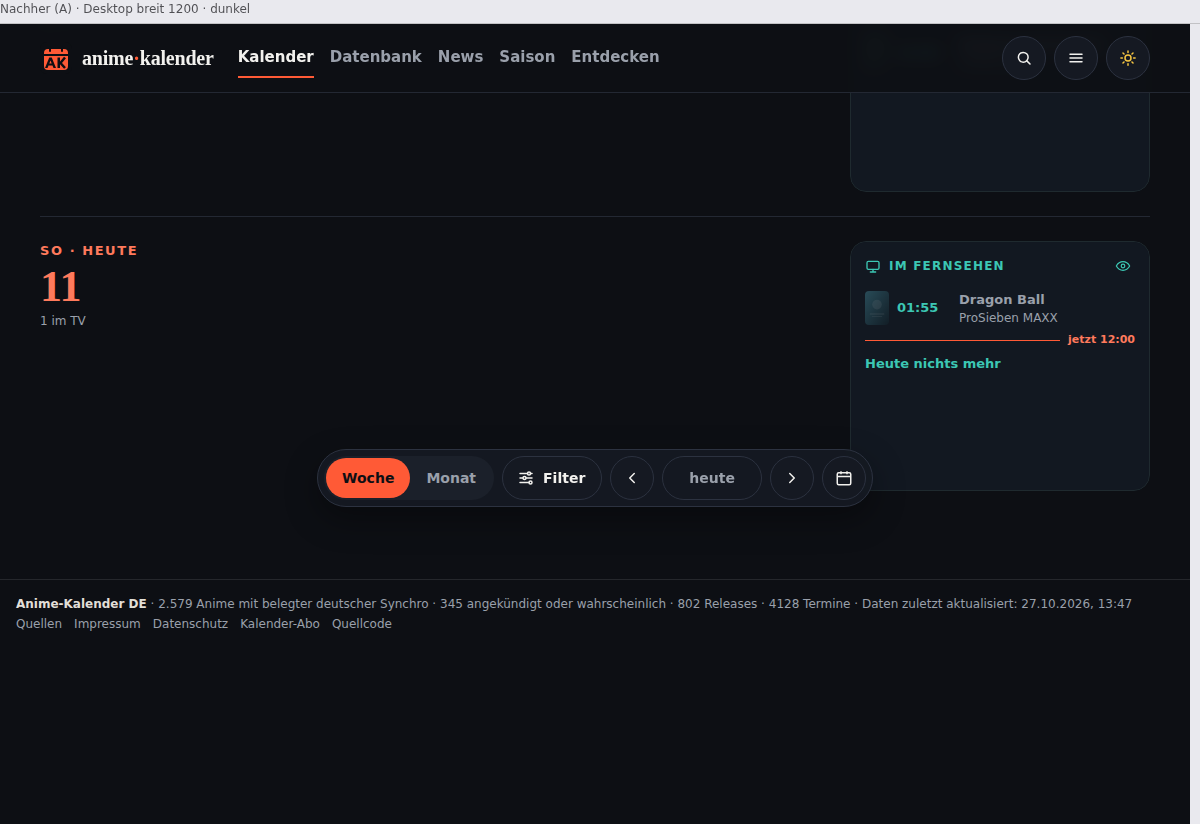 Nachher (A) · Desktop breit 1200 · dunkel
AK anime·kalender Kalender Datenbank News Saison Entdecken
SO · HEUTE
11
1 im TV
IM FERNSEHEN
01:55 Dragon Ball
ProSieben MAXX
jetzt 12:00
Heute nichts mehr
Woche Monat Filter heute
Anime-Kalender DE · 2.579 Anime mit belegter deutscher Synchro · 345 angekündigt oder wahrscheinlich · 802 Releases · 4128 Termine · Daten zuletzt aktualisiert: 27.10.2026, 13:47
Quellen Impressum Datenschutz Kalender-Abo Quellcode